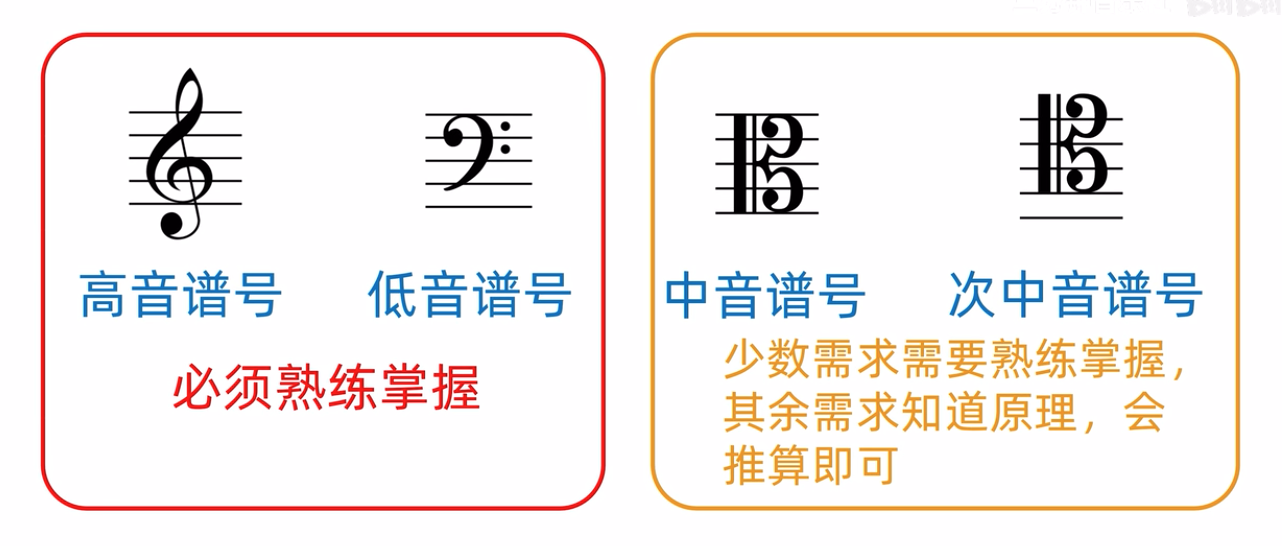 高音谱号
低音谱号
必须熟练掌握
中音谱号
次中音谱号
少数需求需要熟练掌握，
其余需求知道原理，会
推算即可